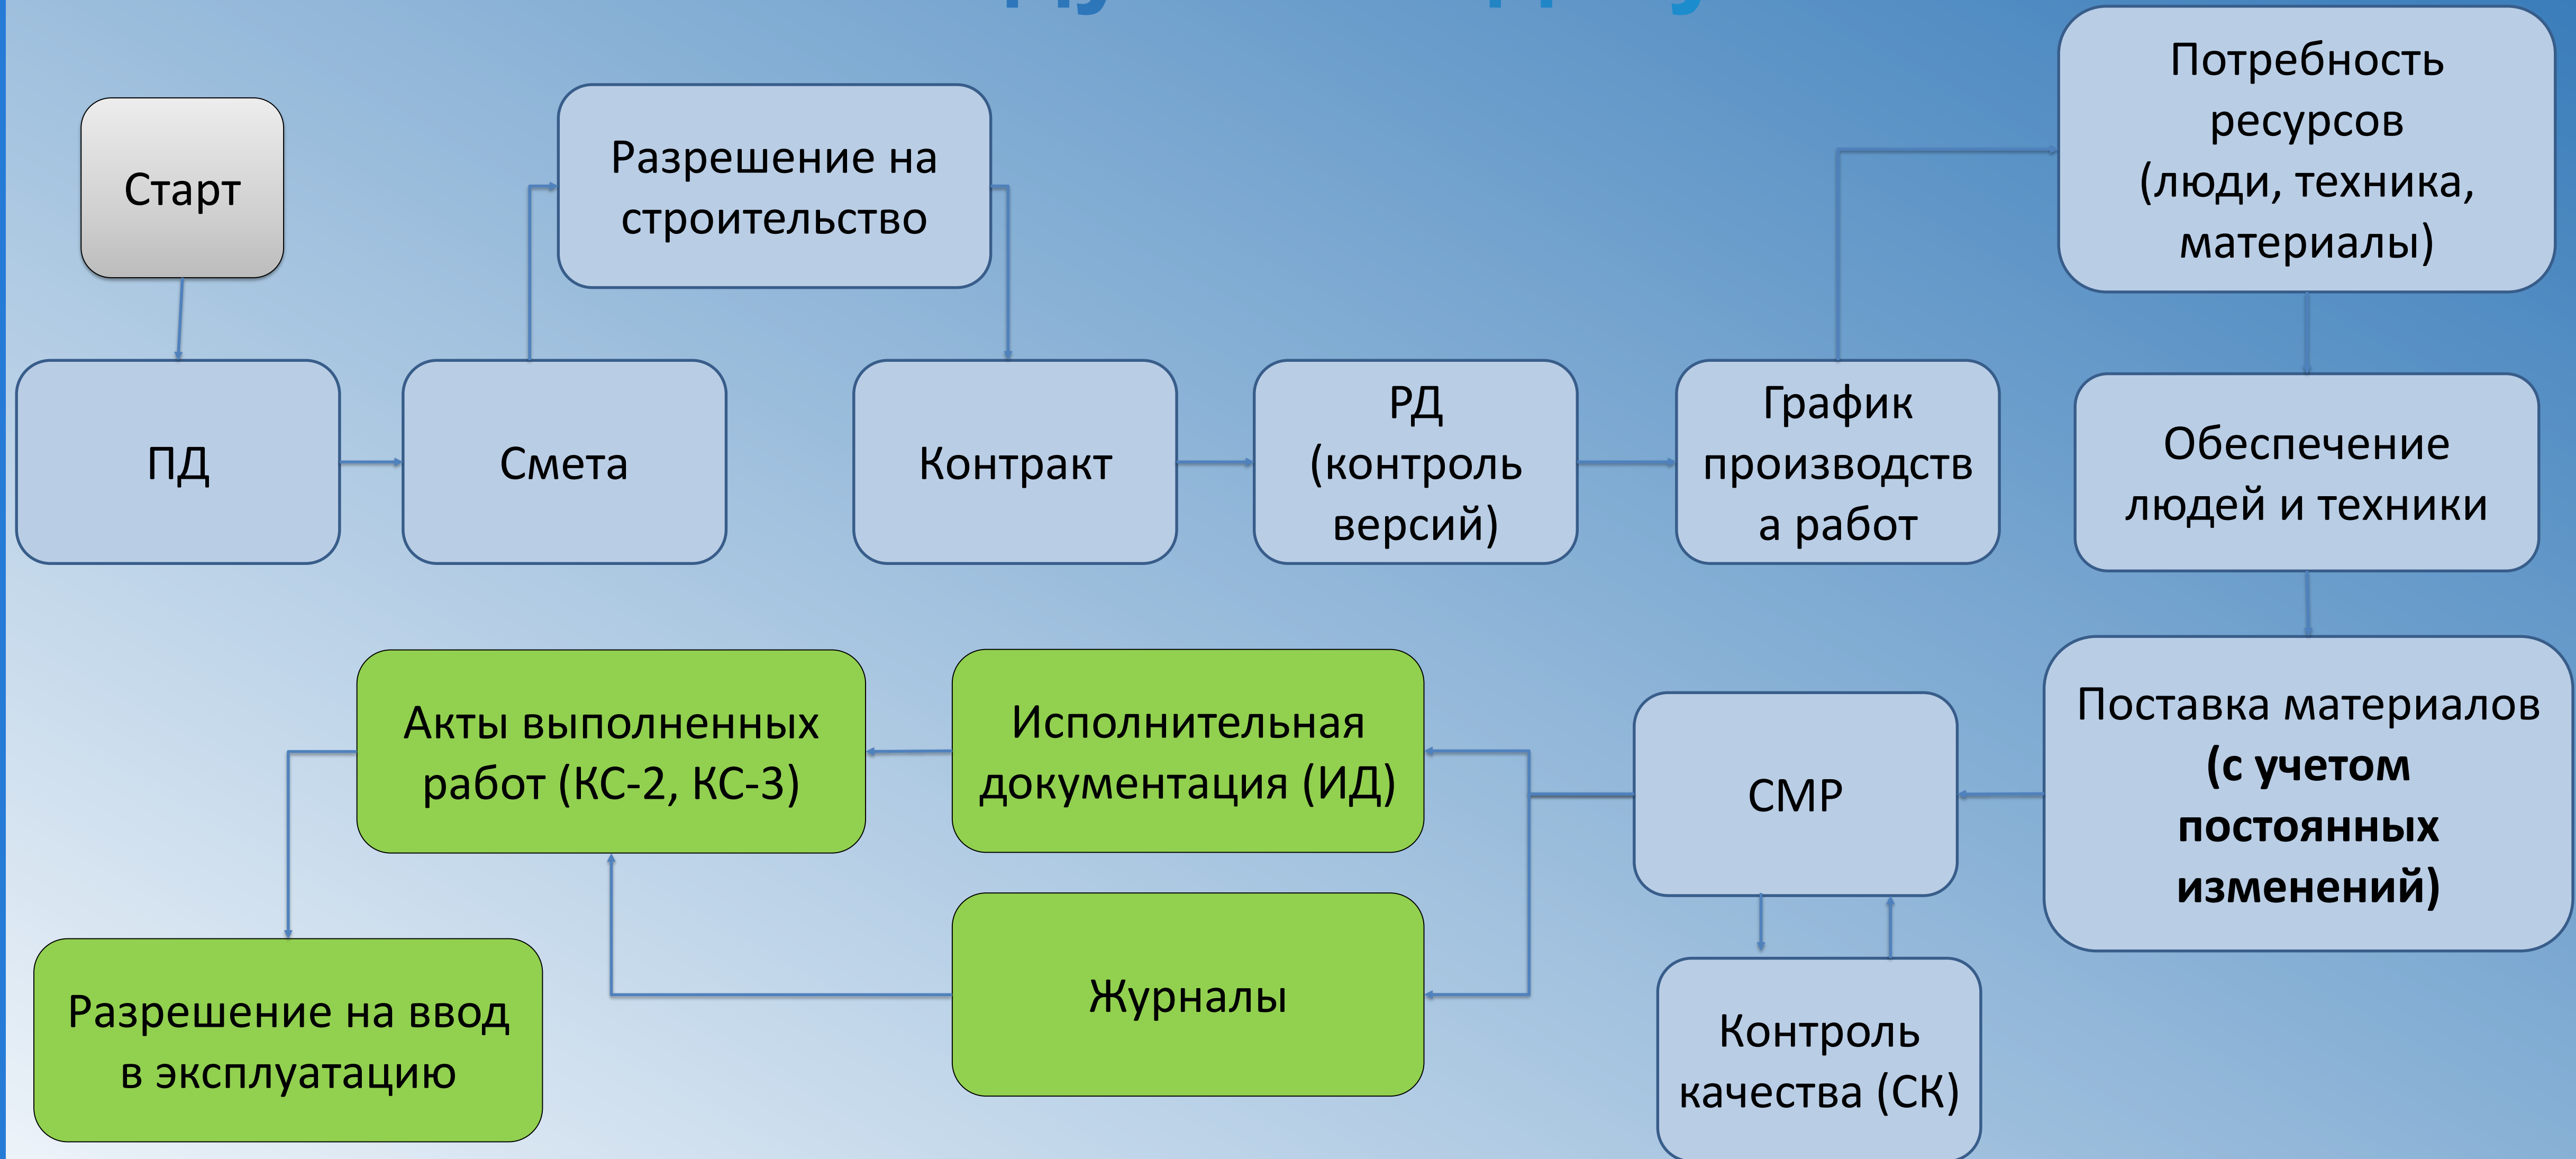 Старт
Разрешение на
строительство
Потребность
ресурсов
(люди, техника,
материалы)
ПД
Смета
Контракт
РД
(контроль
версий)
График
производств
а работ
Обеспечение
людей и техники
Акты выполненных
работ (КС-2, КС-3)
Исполнительная
документация (ИД)
СМР
Поставка материалов
(с учетом
постоянных
изменений)
Разрешение на ввод
в эксплуатацию
Журналы
Контроль
качества (СК)